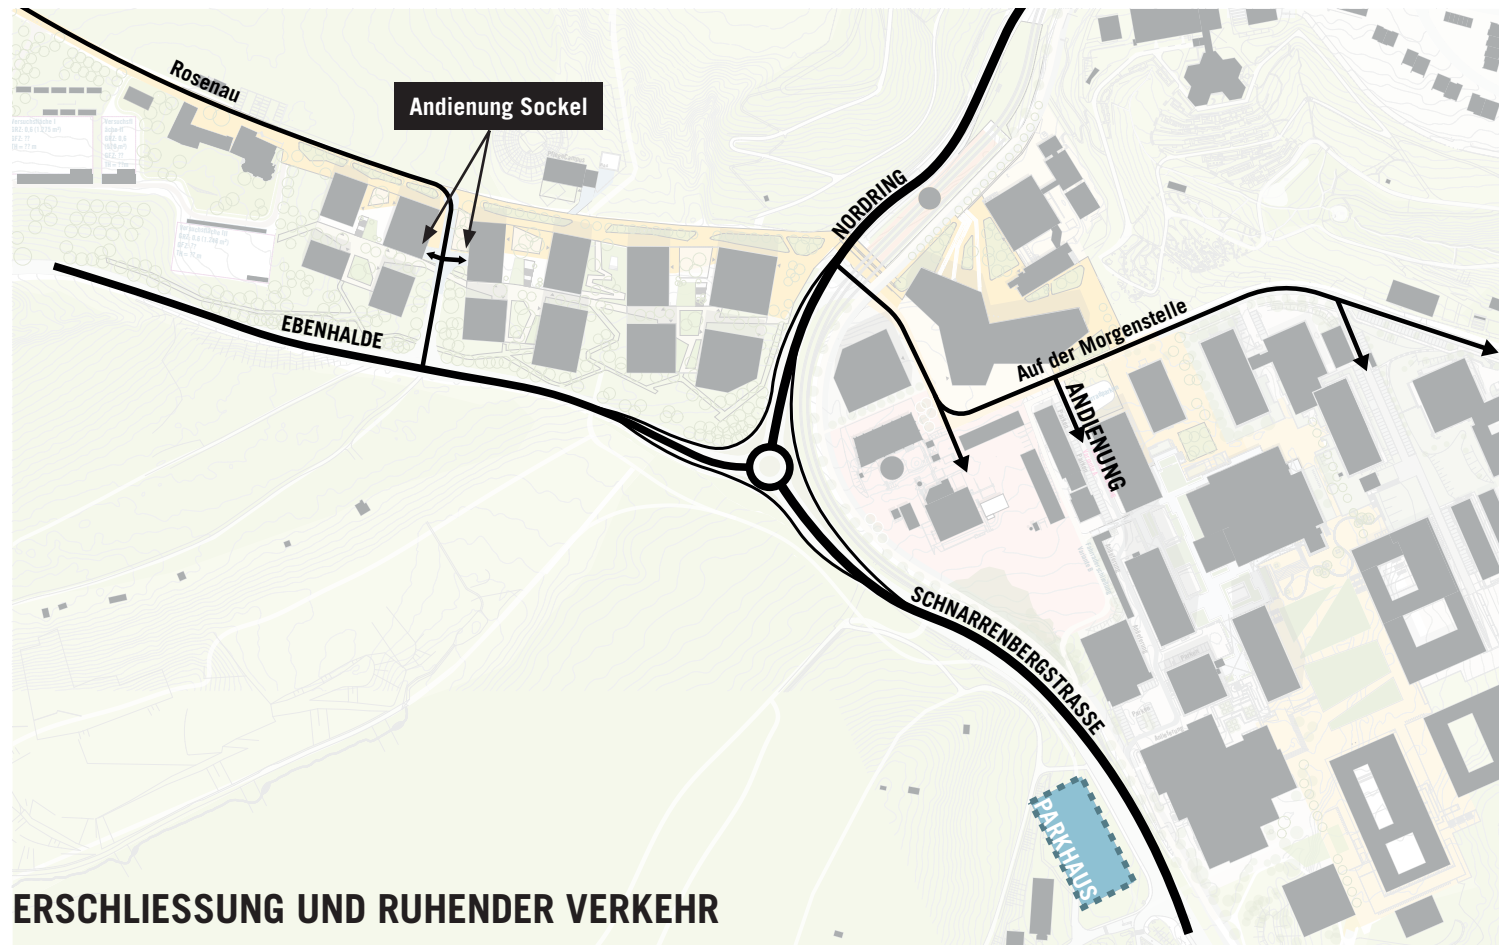 Rosenau
Andienung Sockel
NORDRING
EBENHALDE
Auf der Morgenstelle
ANDIENUNG
SCHNARRENBERGSTRASSE
PARKHAUS
ERSCHLIESSUNG UND RUHENDER VERKEHR